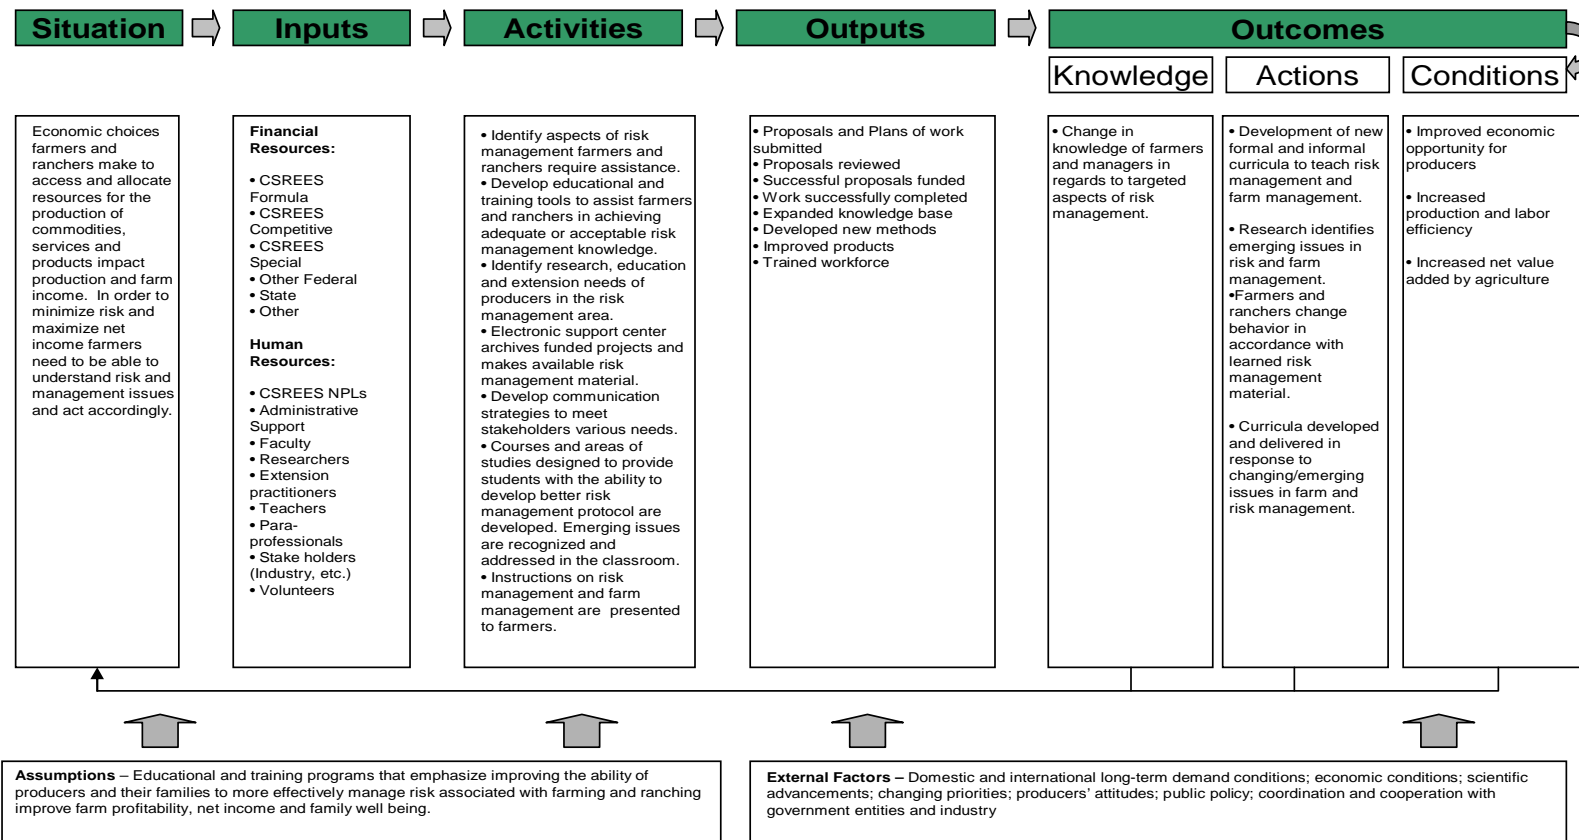 Situation
Inputs
Activities
Outputs
Outcomes
Knowledge
Actions
Conditions
Economic choices
farmers and
ranchers make to
access and allocate
resources for the
production of
commodities,
services and
products impact
production and farm
income.  In order to
minimize risk and
maximize net
income farmers
need to be able to
understand risk and
management issues
and act accordingly.
Financial
Resources:
• CSREES
Formula
• CSREES
Competitive
• CSREES
Special
• Other Federal
• State
• Other
Human
Resources:
• CSREES NPLs
• Administrative
Support
• Faculty
• Researchers
• Extension
practitioners
• Teachers
• Para-
professionals
• Stake holders
(Industry, etc.)
• Volunteers
• Identify aspects of risk
management farmers and
ranchers require assistance.
• Develop educational and
training tools to assist farmers
and ranchers in achieving
adequate or acceptable risk
management knowledge.
• Identify research, education
and extension needs of
producers in the risk
management area.
• Electronic support center
archives funded projects and
makes available risk
management material.
• Develop communication
strategies to meet
stakeholders various needs.
• Courses and areas of
studies designed to provide
students with the ability to
develop better risk
management protocol are
developed. Emerging issues
are recognized and
addressed in the classroom.
• Instructions on risk
management and farm
management are  presented
to farmers.
• Proposals and Plans of work
submitted
• Proposals reviewed
• Successful proposals funded
• Work successfully completed
• Expanded knowledge base
• Developed new methods
• Improved products
• Trained workforce
• Change in
knowledge of farmers
and managers in
regards to targeted
aspects of risk
management.
• Development of new
formal and informal
curricula to teach risk
management and
farm management.
• Research identifies
emerging issues in
risk and farm
management.
•Farmers and
ranchers change
behavior in
accordance with
learned risk
management
material.
• Curricula developed
and delivered in
response to
changing/emerging
issues in farm and
risk management.
• Improved economic
opportunity for
producers
• Increased
production and labor
efficiency
• Increased net value
added by agriculture
Assumptions – Educational and training programs that emphasize improving the ability of
producers and their families to more effectively manage risk associated with farming and ranching
improve farm profitability, net income and family well being.
External Factors – Domestic and international long-term demand conditions; economic conditions; scientific
advancements; changing priorities; producers' attitudes; public policy; coordination and cooperation with
government entities and industry